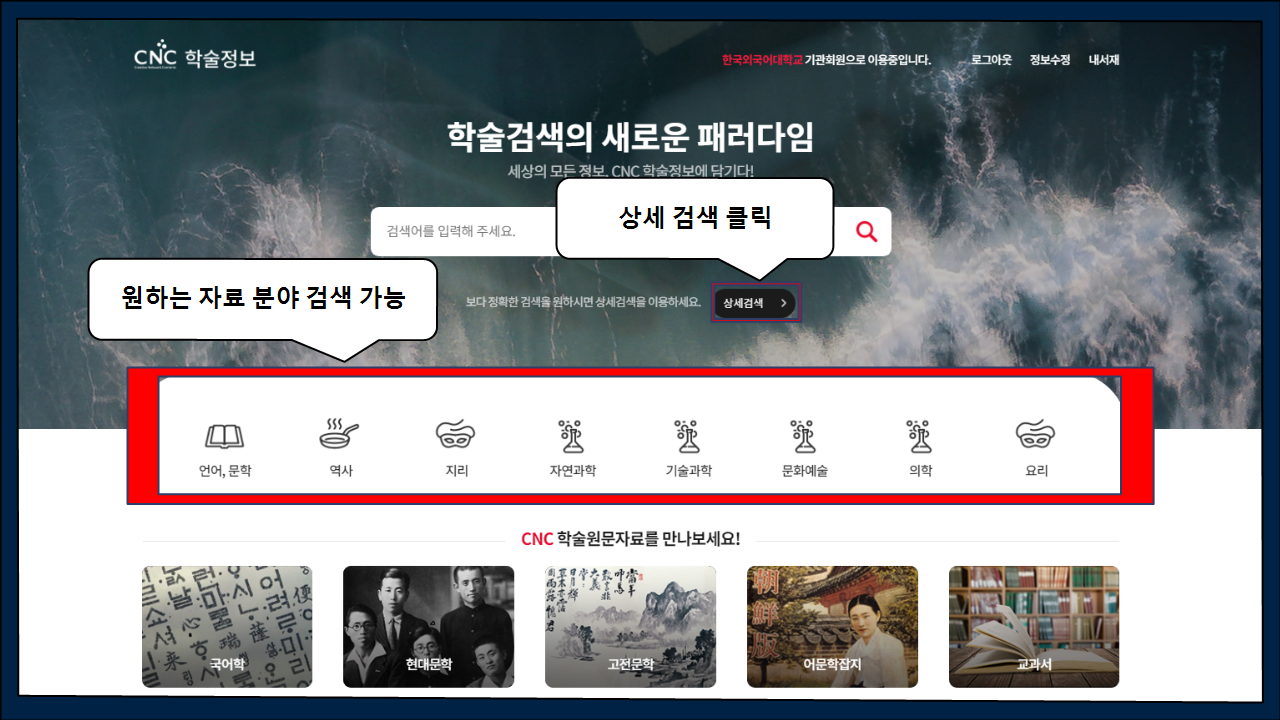 CNC 학술정보
한국외국어대학교 기관회원으로 이용중입니다.
로그아웃 정보수정 내서재
학술검색의 새로운 패러다임
세상의 모든 정보, CNC 학술정보에 담기다!
상세 검색 클릭
검색어를 입력해 주세요.
원하는 자료 분야 검색 가능
보다 정확한 검색을 원하시면 상세검색을 이용하세요.
상세검색
언어, 문학 역사 지리 자연과학 기술과학 문화예술 의학 요리
CNC 학술원문자료를 만나보세요!
朝鮮版
국어학 현대문학 고전문학 어문학잡지 교과서